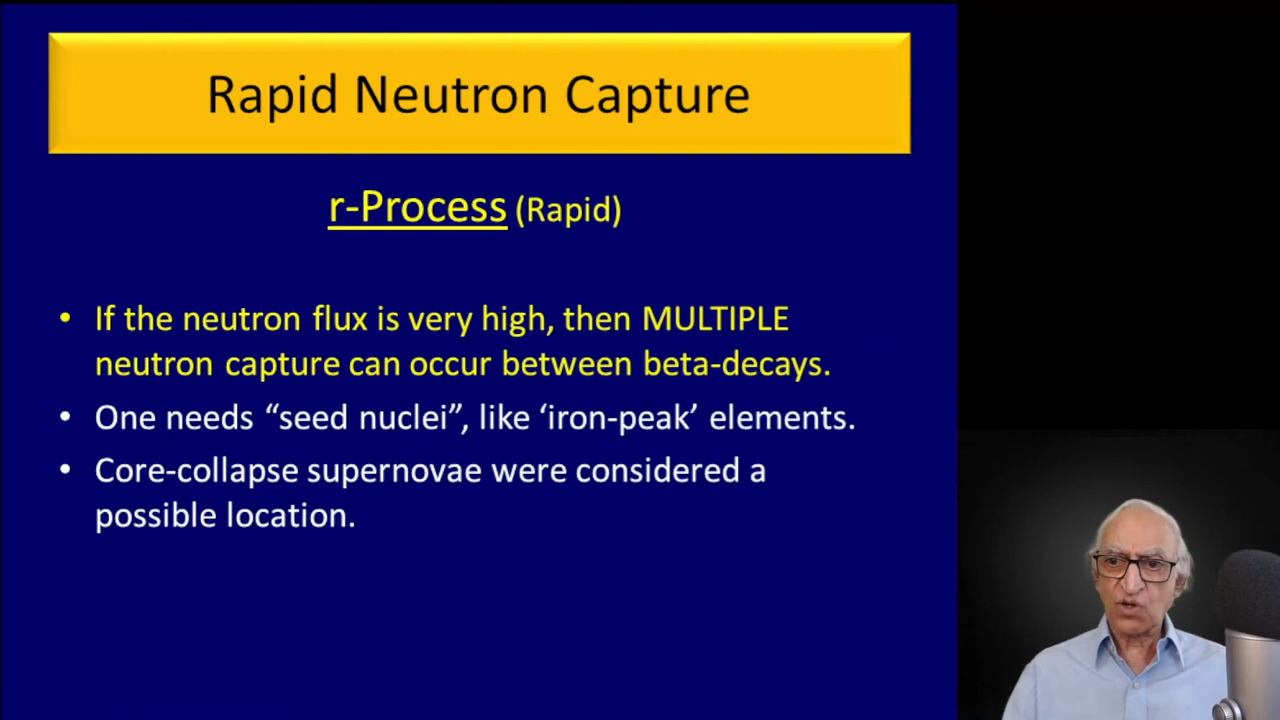 Rapid Neutron Capture
r-Process (Rapid)
• If the neutron flux is very high, then MULTIPLE
neutron capture can occur between beta-decays.
• One needs “seed nuclei”, like ‘iron-peak’ elements.
• Core-collapse supernovae were considered a
possible location.